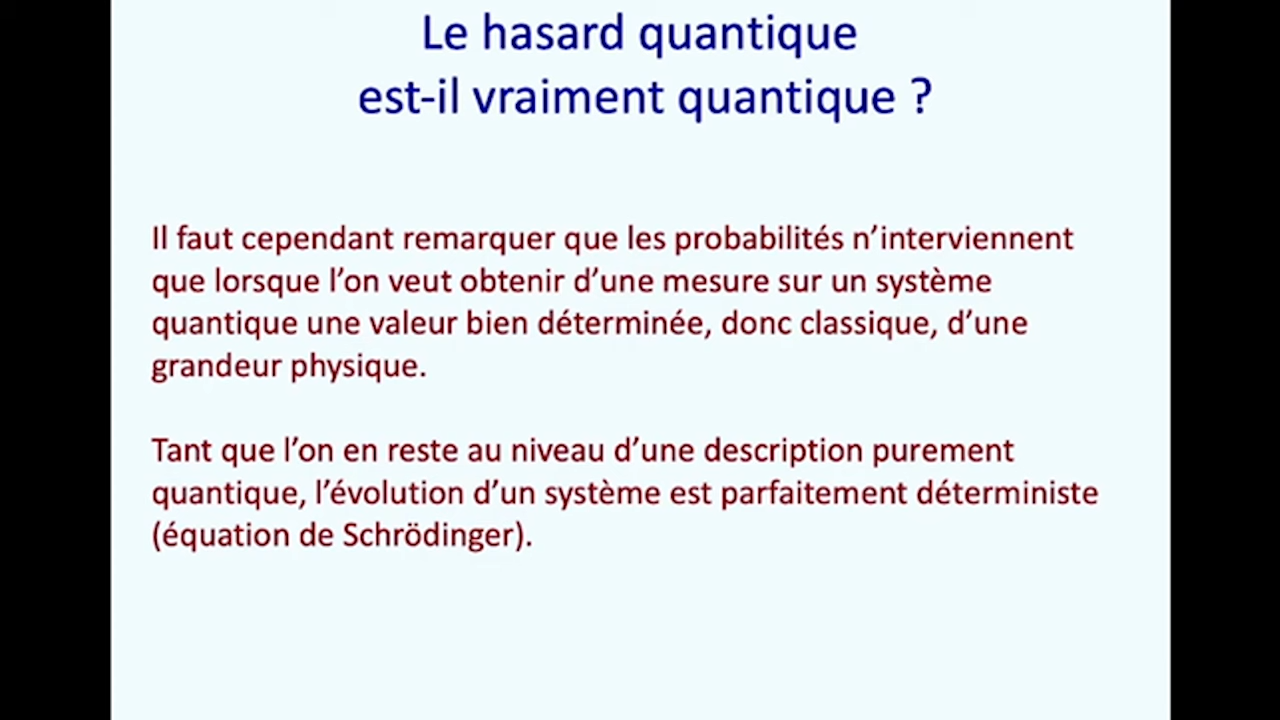 Le hasard quantique
est-il vraiment quantique ?
Il faut cependant remarquer que les probabilités n’interviennent
que lorsque l’on veut obtenir d’une mesure sur un système
quantique une valeur bien déterminée, donc classique, d’une
grandeur physique.
Tant que l’on en reste au niveau d’une description purement
quantique, l’évolution d’un système est parfaitement déterministe
(équation de Schrödinger).